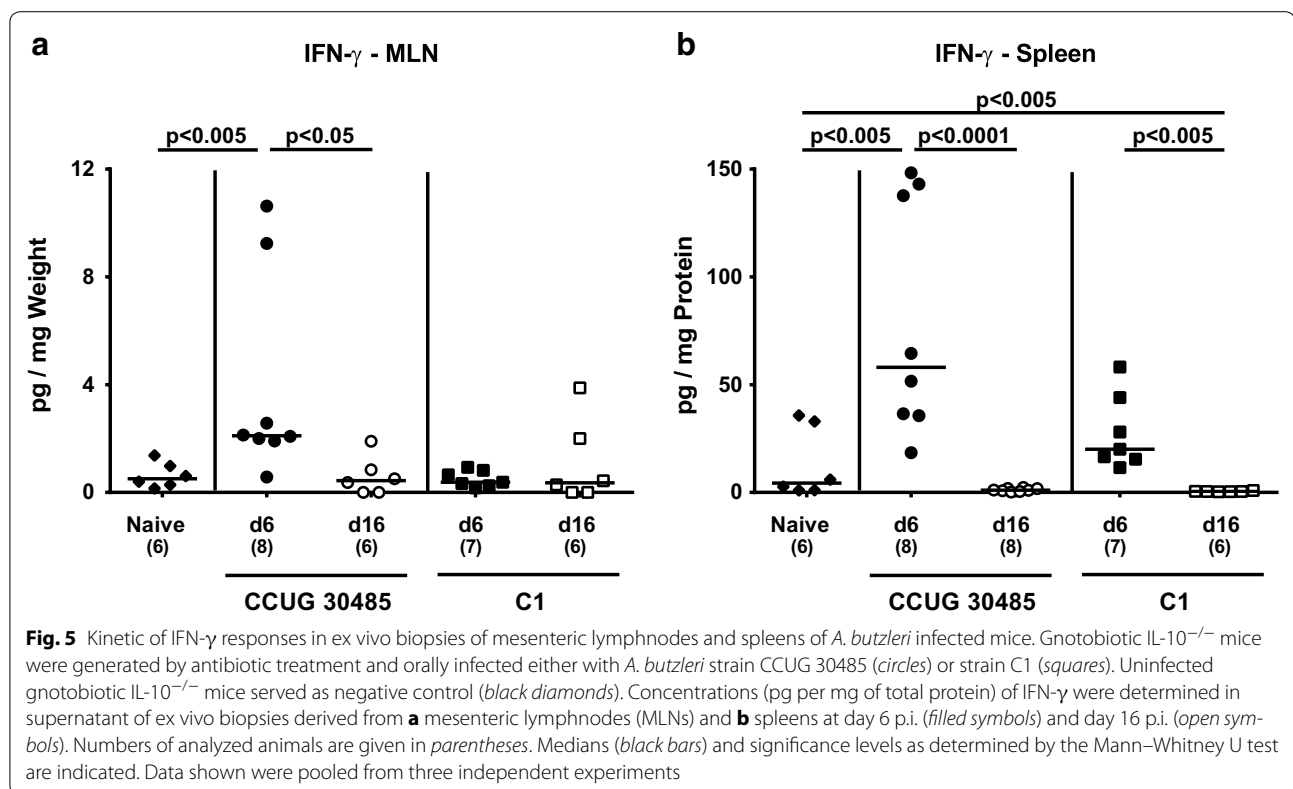 a
IFN-γ - MLN
p<0.005 p<0.05
pg / mg Weight
12
8
4
0
Naive d6 d16 d6 d16
(6) (8) (6) (7) (6)
CCUG 30485 C1
b
IFN-γ - Spleen
p<0.005
p<0.005 p<0.0001 p<0.005
pg / mg Protein
150
100
50
0
Naive d6 d16 d6 d16
(6) (8) (8) (7) (6)
CCUG 30485 C1
Fig. 5 Kinetic of IFN-γ responses in ex vivo biopsies of mesenteric lymphnodes and spleens of A. butzleri infected mice. Gnotobiotic IL-10−/− mice
were generated by antibiotic treatment and orally infected either with A. butzleri strain CCUG 30485 (circles) or strain C1 (squares). Uninfected
gnotobiotic IL-10−/− mice served as negative control (black diamonds). Concentrations (pg per mg of total protein) of IFN-γ were determined in
supernatant of ex vivo biopsies derived from a mesenteric lymphnodes (MLNs) and b spleens at day 6 p.i. (filled symbols) and day 16 p.i. (open sym-
bols). Numbers of analyzed animals are given in parentheses. Medians (black bars) and significance levels as determined by the Mann–Whitney U test
are indicated. Data shown were pooled from three independent experiments